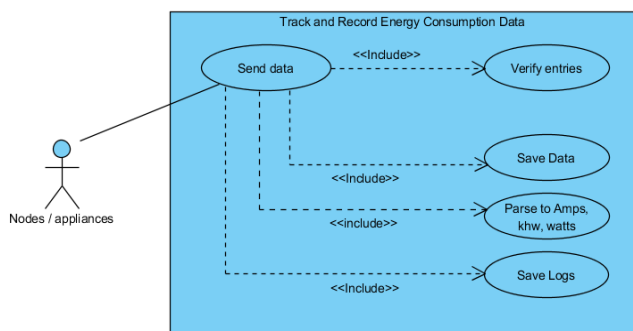 Track and Record Energy Consumption Data
Send data
<<Include>>
Verify entries
Save Data
<<Include>>
Nodes / appliances
Parse to Amps,
khw, watts
<<include>>
Save Logs
<<Include>>